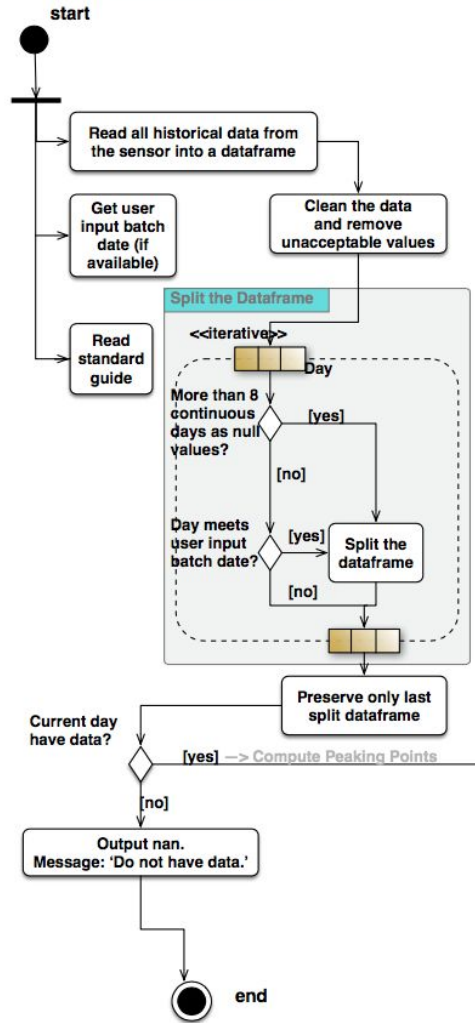 start
Read all historical data from
the sensor into a dataframe
Get user
input batch
date (if
available)
Clean the data
and remove
unacceptable values
Read
standard
guide
Split the Dataframe
<<iterative>>
Day
More than 8
continuous
days as null
values?
[yes]
[no]
Day meets
user input
batch date?
[yes]
Split the
dataframe
[no]
Preserve only last
split dataframe
Current day
have data?
[yes] —> Compute Peaking Points
[no]
Output nan.
Message: ‘Do not have data.’
end